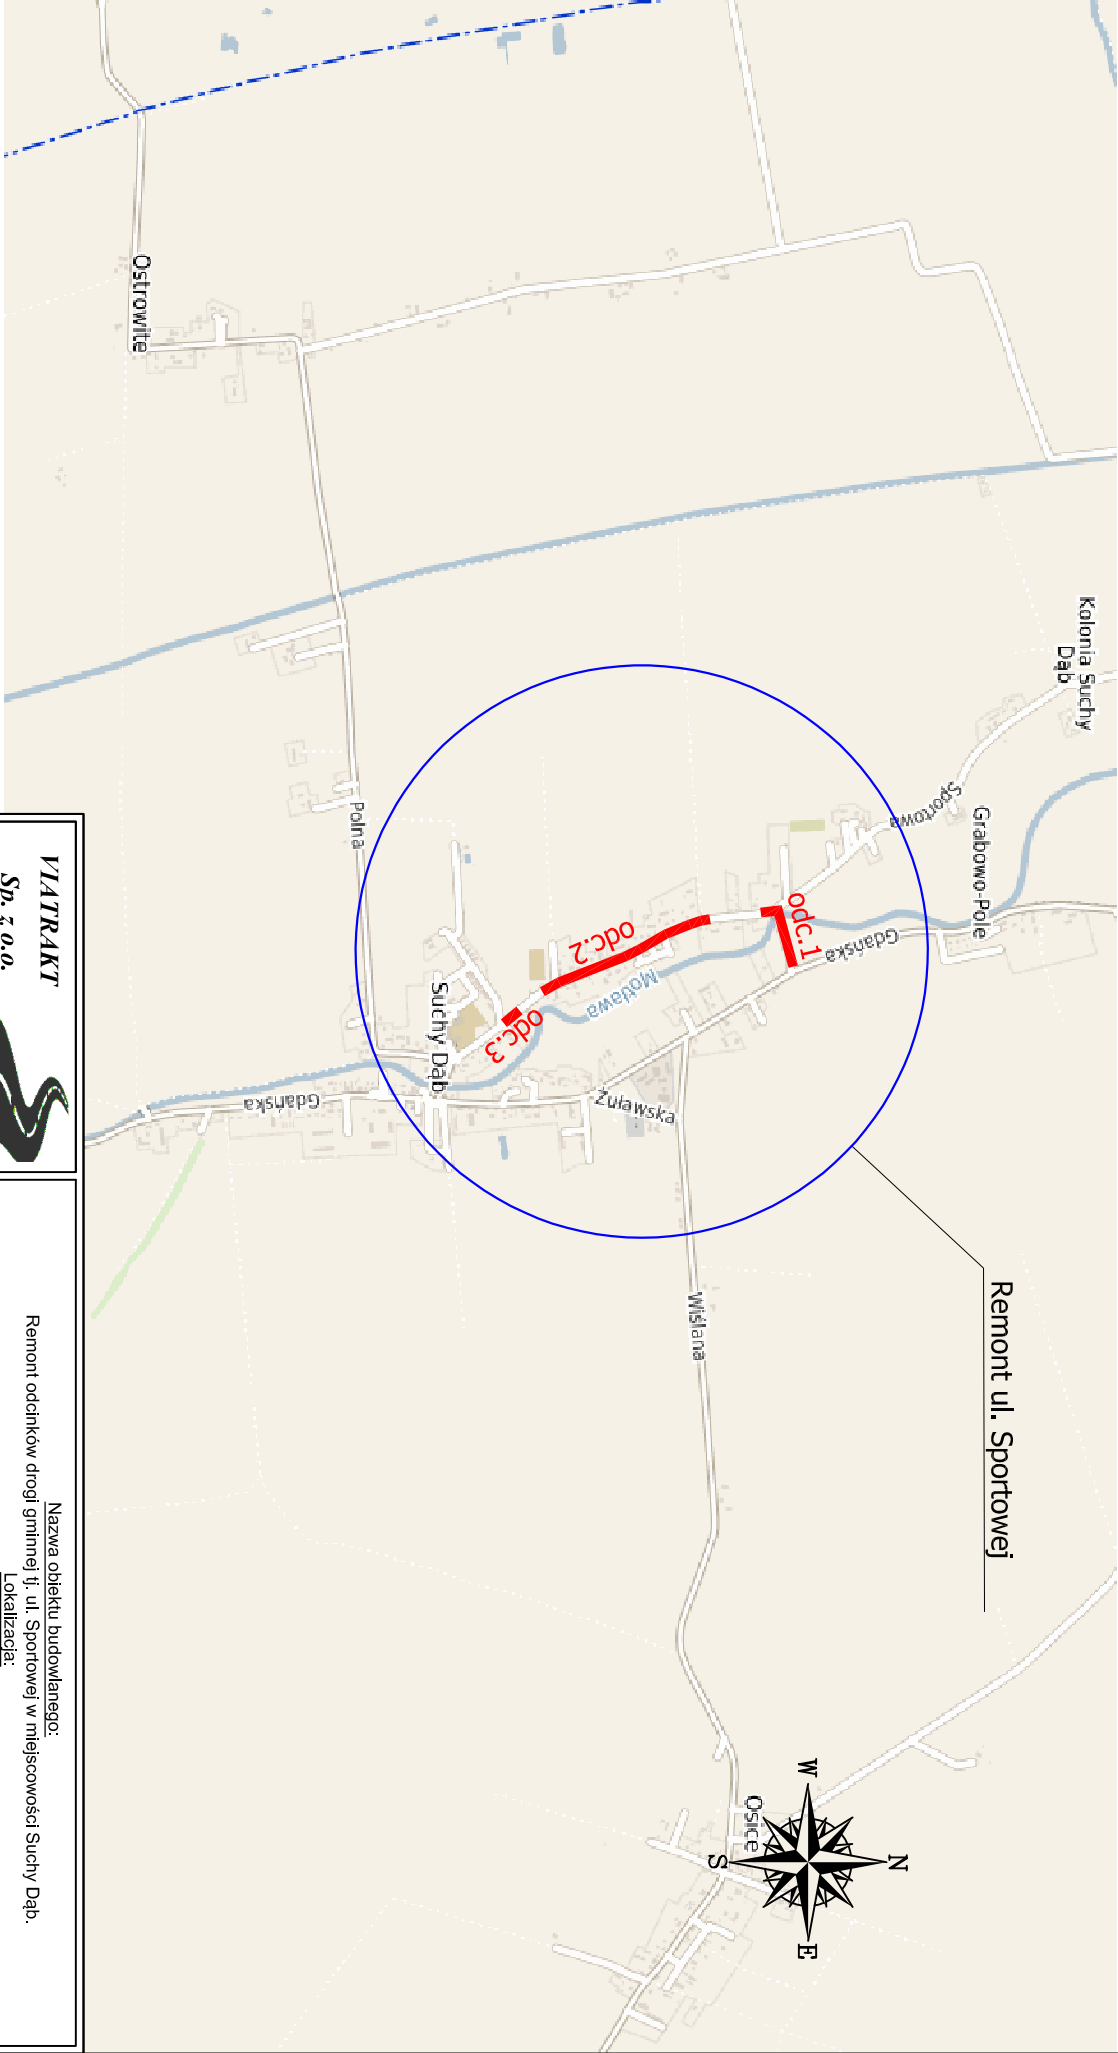 Kolonia Suchy
Dąb
Grabowo-Pole
Sportowa
Gdańska
odc.1
odc.2
odc.3
Motława
Żuławska
Suchy Dąb
Polna
Gdańska
Ostrowite
Wiślana
Osice
Remont ul. Sportowej
N
W
E
S
VIATRAKT
Sp. z o.o.
Nazwa obiektu budowlanego:
Remont odcinków drogi gminnej tj. ul. Sportowej w miejscowości Suchy Dąb.
Lokalizacja: